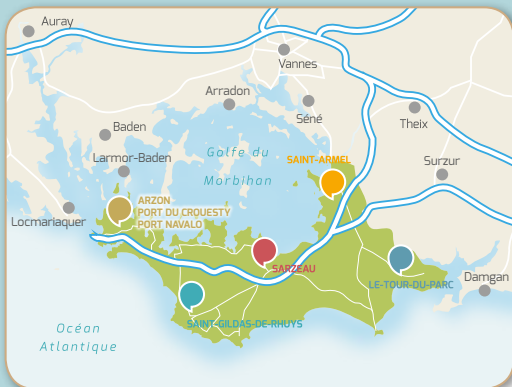 Auray
Vannes
Arradon
Séné
Theix
Baden
Golfe du
Morbihan
Larmor-Baden
SAINT-ARMEL
Surzur
ARZON
PORT DU CROUESTY
PORT NAVALO
Locmariaquer
SARZEAU
Damgan
LE-TOUR-DU-PARC
SAINT-GILDAS-DE-RHUYS
Océan
Atlantique